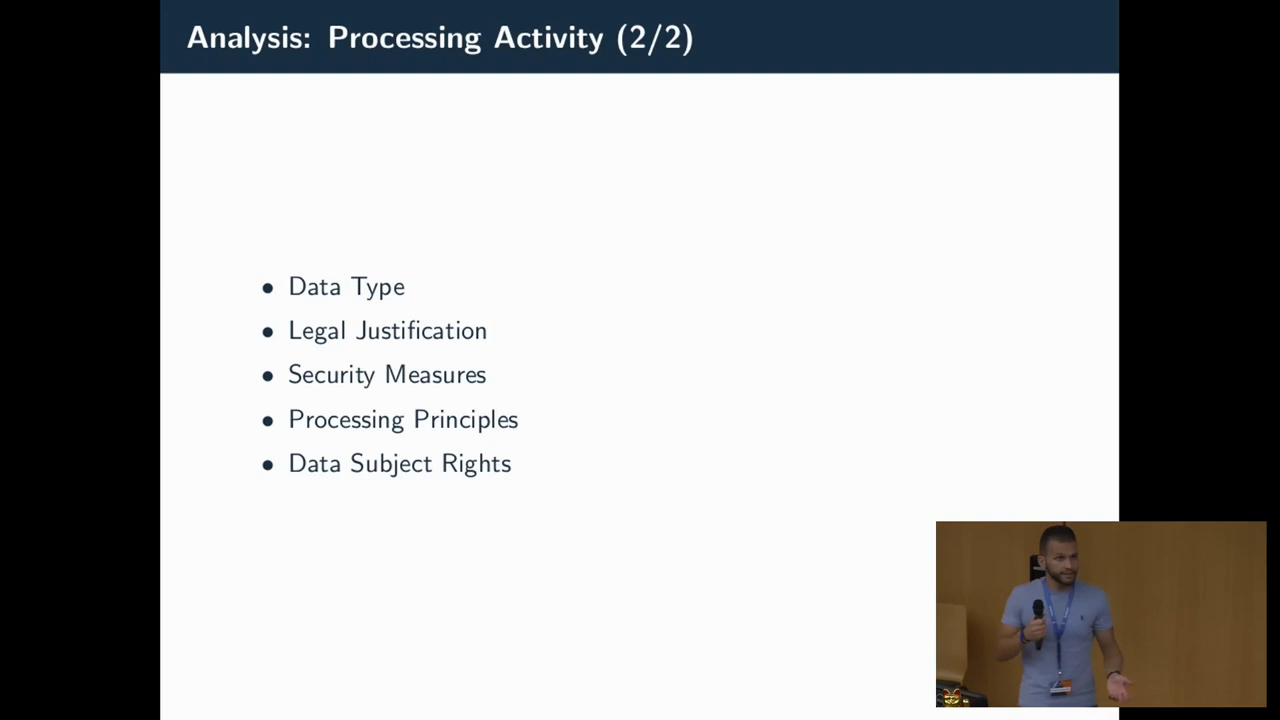 Analysis: Processing Activity (2/2)
• Data Type
• Legal Justification
• Security Measures
• Processing Principles
• Data Subject Rights